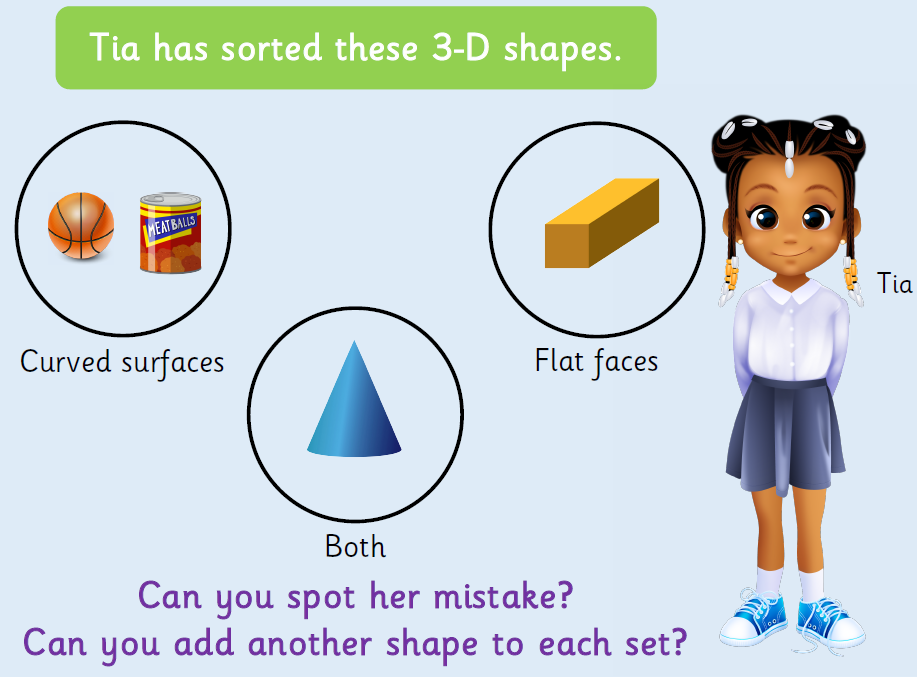 Tia has sorted these 3-D shapes.
MEATBALLS
Tia
Curved surfaces
Flat faces
Both
Can you spot her mistake?
Can you add another shape to each set?